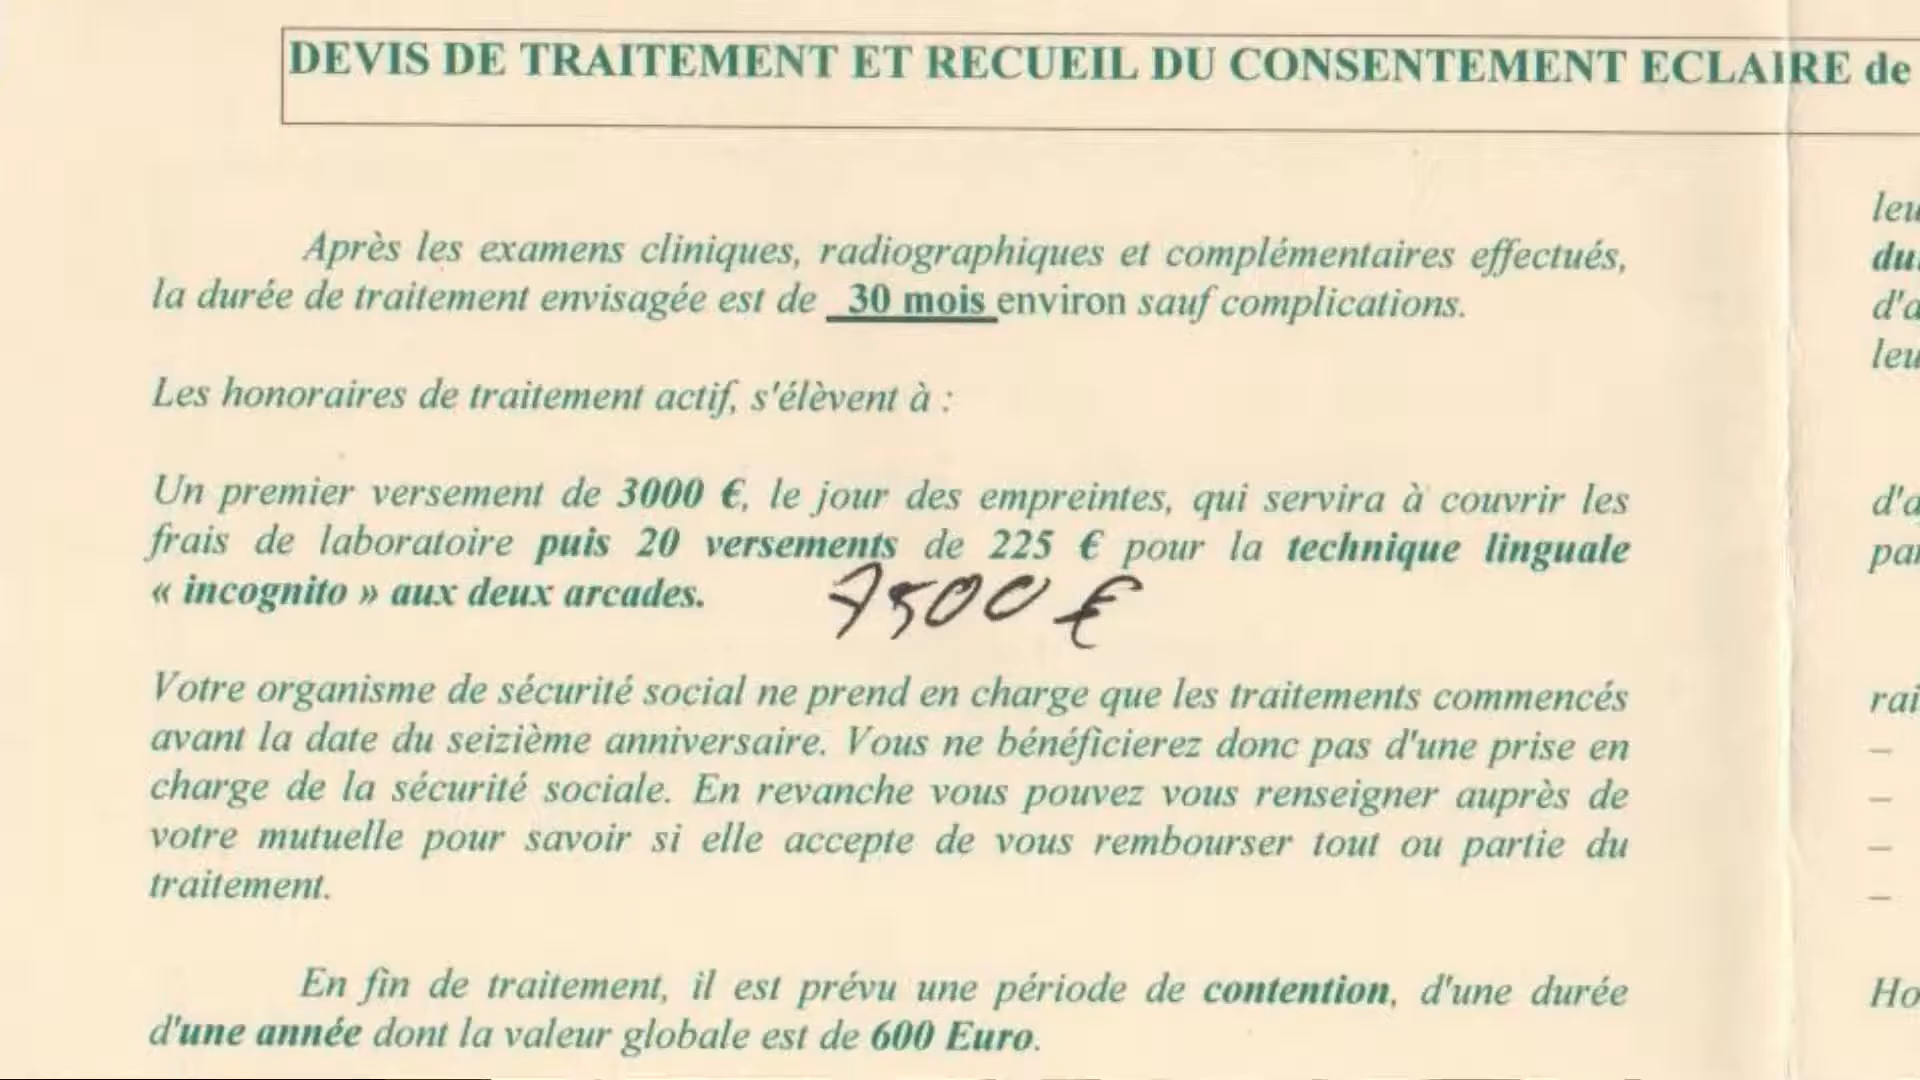 DEVIS DE TRAITEMENT ET RECUEIL DU CONSENTEMENT ECLAIRE de
Après les examens cliniques, radiographiques et complémentaires effectués,
la durée de traitement envisagée est de 30 mois environ sauf complications.
Les honoraires de traitement actif, s'élèvent à :
Un premier versement de 3000 €, le jour des empreintes, qui servira à couvrir les
frais de laboratoire puis 20 versements de 225 € pour la technique linguale
« incognito » aux deux arcades.
7500 €
Votre organisme de sécurité social ne prend en charge que les traitements commencés
avant la date du seizième anniversaire. Vous ne bénéficierez donc pas d'une prise en
charge de la sécurité sociale. En revanche vous pouvez vous renseigner auprès de
votre mutuelle pour savoir si elle accepte de vous rembourser tout ou partie du
traitement.
En fin de traitement, il est prévu une période de contention, d'une durée
d'une année dont la valeur globale est de 600 Euro.